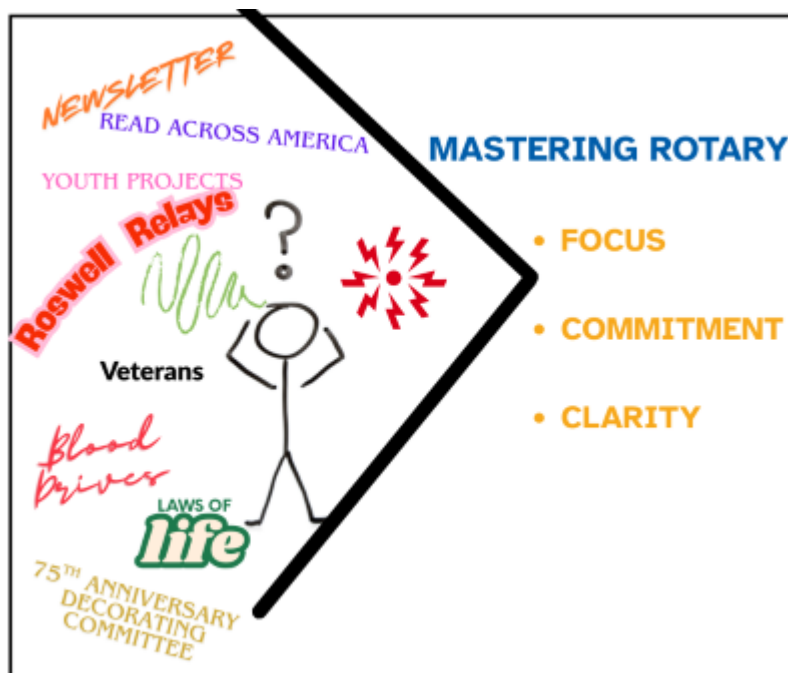 NEWSLETTER
READ ACROSS AMERICA
YOUTH PROJECTS
Roswell Relays
?
Veterans
Blood
Drives
LAWS OF
life
75TH ANNIVERSARY
DECORATING
COMMITTEE
MASTERING ROTARY
• FOCUS
• COMMITMENT
• CLARITY